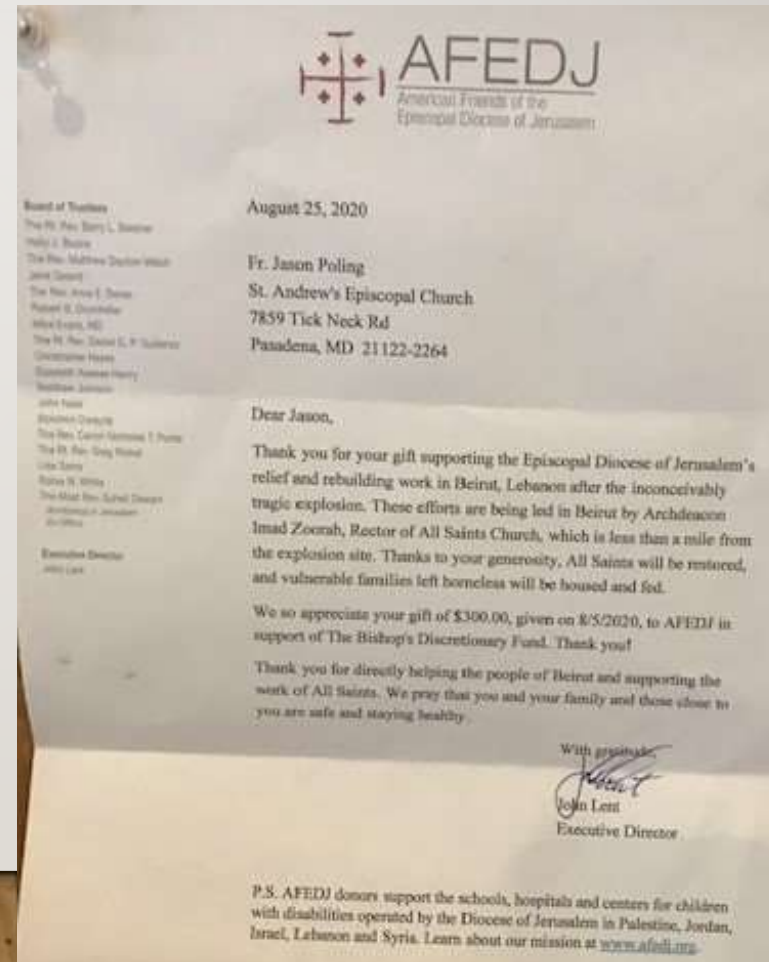 AFEDJ
American Friends of the
Episcopal Diocese of Jerusalem
Board of Trustees
August 25, 2020
Fr. Jason Poling
St. Andrew's Episcopal Church
7859 Tick Neck Rd
Pasadena, MD 21122-2264
Executive Director
John Lent
Dear Jason,
Thank you for your gift supporting the Episcopal Diocese of Jerusalem's
relief and rebuilding work in Beirut, Lebanon after the inconceivably
tragic explosion. These efforts are being led in Beirut by Archdeacon
Imad Zoorah, Rector of All Saints Church, which is less than a mile from
the explosion site. Thanks to your generosity, All Saints will be restored,
and vulnerable families left homeless will be housed and fed.
We so appreciate your gift of $300.00, given on 8/5/2020, to AFEDJ in
support of The Bishop's Discretionary Fund. Thank you!
Thank you for directly helping the people of Beirut and supporting the
work of All Saints. We pray that you and your family and those close to
you are safe and staying healthy.
With gratitude,
John Lent
Executive Director
P.S. AFEDJ donors support the schools, hospitals and centers for children
with disabilities operated by the Diocese of Jerusalem in Palestine, Jordan,
Israel, Lebanon and Syria. Learn about our mission at www.afedj.org.